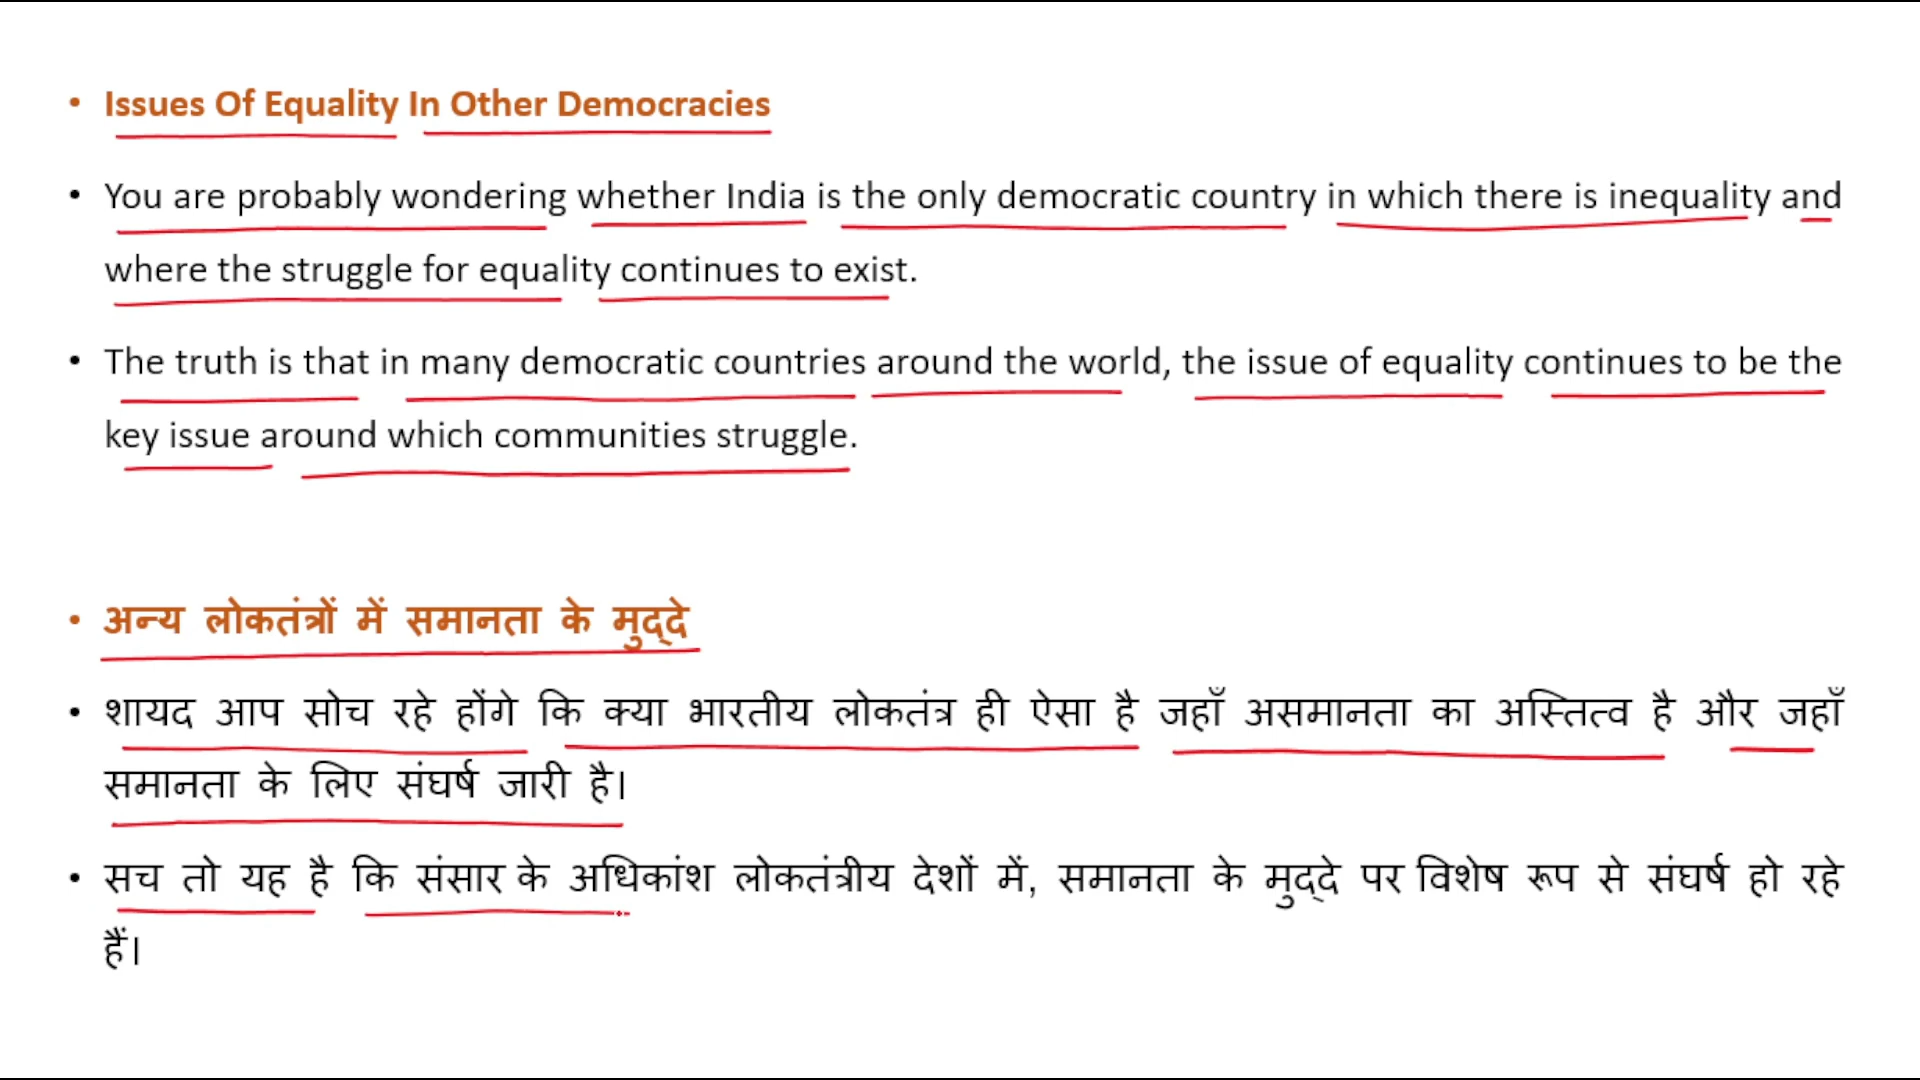 • Issues Of Equality In Other Democracies
• You are probably wondering whether India is the only democratic country in which there is inequality and
where the struggle for equality continues to exist.
• The truth is that in many democratic countries around the world, the issue of equality continues to be the
key issue around which communities struggle.
• अन्य लोकतंत्रों में समानता के मुद्दे
• शायद आप सोच रहे होंगे कि क्या भारतीय लोकतंत्र ही ऐसा है जहाँ असमानता का अस्तित्व है और जहाँ
समानता के लिए संघर्ष जारी है।
• सच तो यह है कि संसार के अधिकांश लोकतंत्रीय देशों में, समानता के मुद्दे पर विशेष रूप से संघर्ष हो रहे
हैं।